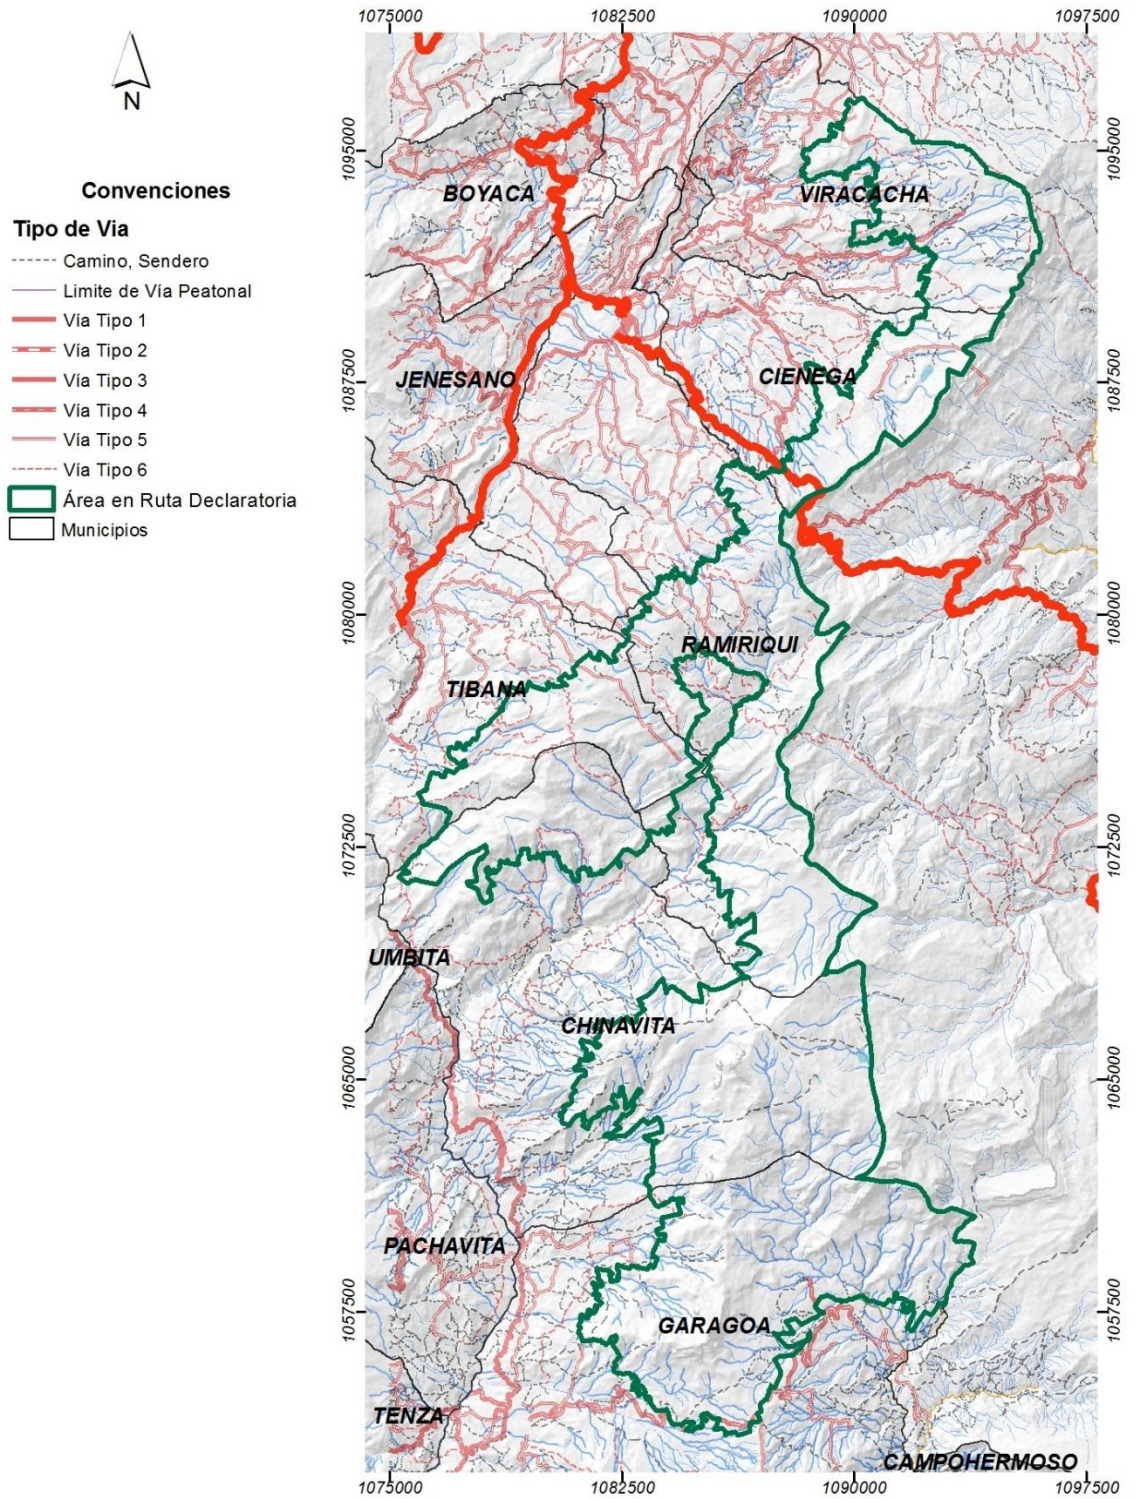 1075000
1082500
1090000
1097500
N
1095000
1095000
Convenciones
VIRACACHA
BOYACA
Tipo de Via
Camino, Sendero
Limite de Vía Peatonal
Vía Tipo 1
Vía Tipo 2
Vía Tipo 3
JENESANO
CIENEGA
1087500
1087500
Vía Tipo 4
Vía Tipo 5
Vía Tipo 6
Área en Ruta Declaratoria
Municipios
1080000
1080000
RAMIRIQUI
TIBANA
1072500
1072500
UMBITA
CHINAVITA
1065000
1065000
PACHAVITA
1057500
1057500
GARAGOA
TENZA
CAMPOHERMOSO
1075000
1082500
1090000
1097500